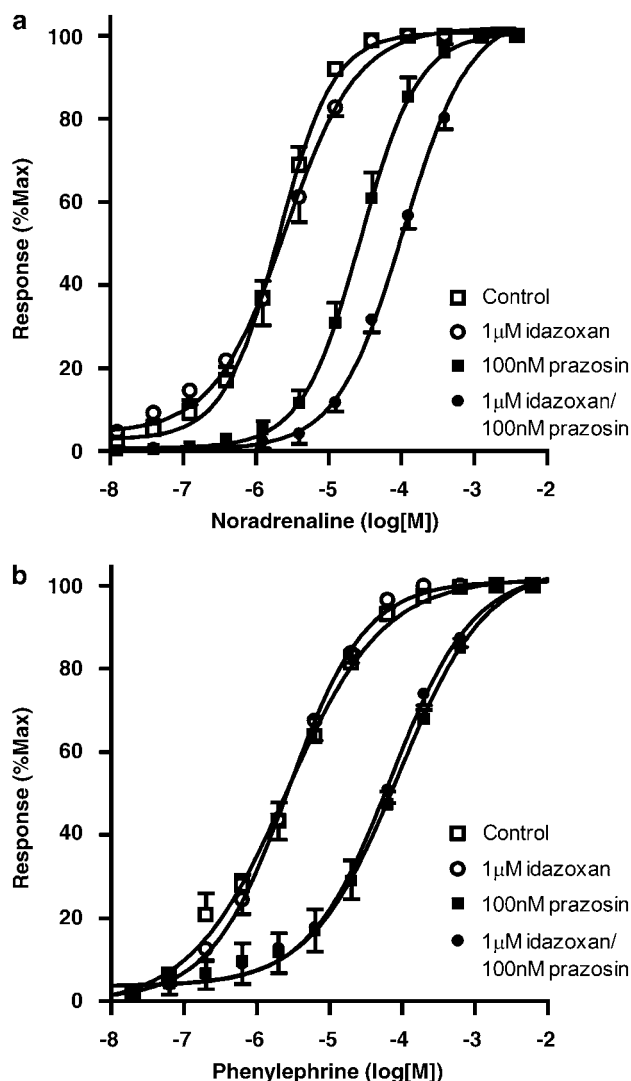 a
100
80
60
40
20
0
Response (%Max)
Control
1μM idazoxan
100nM prazosin
1μM idazoxan/
100nM prazosin
-8 -7 -6 -5 -4 -3 -2
Noradrenaline (log[M])
b
100
80
60
40
20
0
Response (%Max)
Control
1μM idazoxan
100nM prazosin
1μM idazoxan/
100nM prazosin
-8 -7 -6 -5 -4 -3 -2
Phenylephrine (log[M])